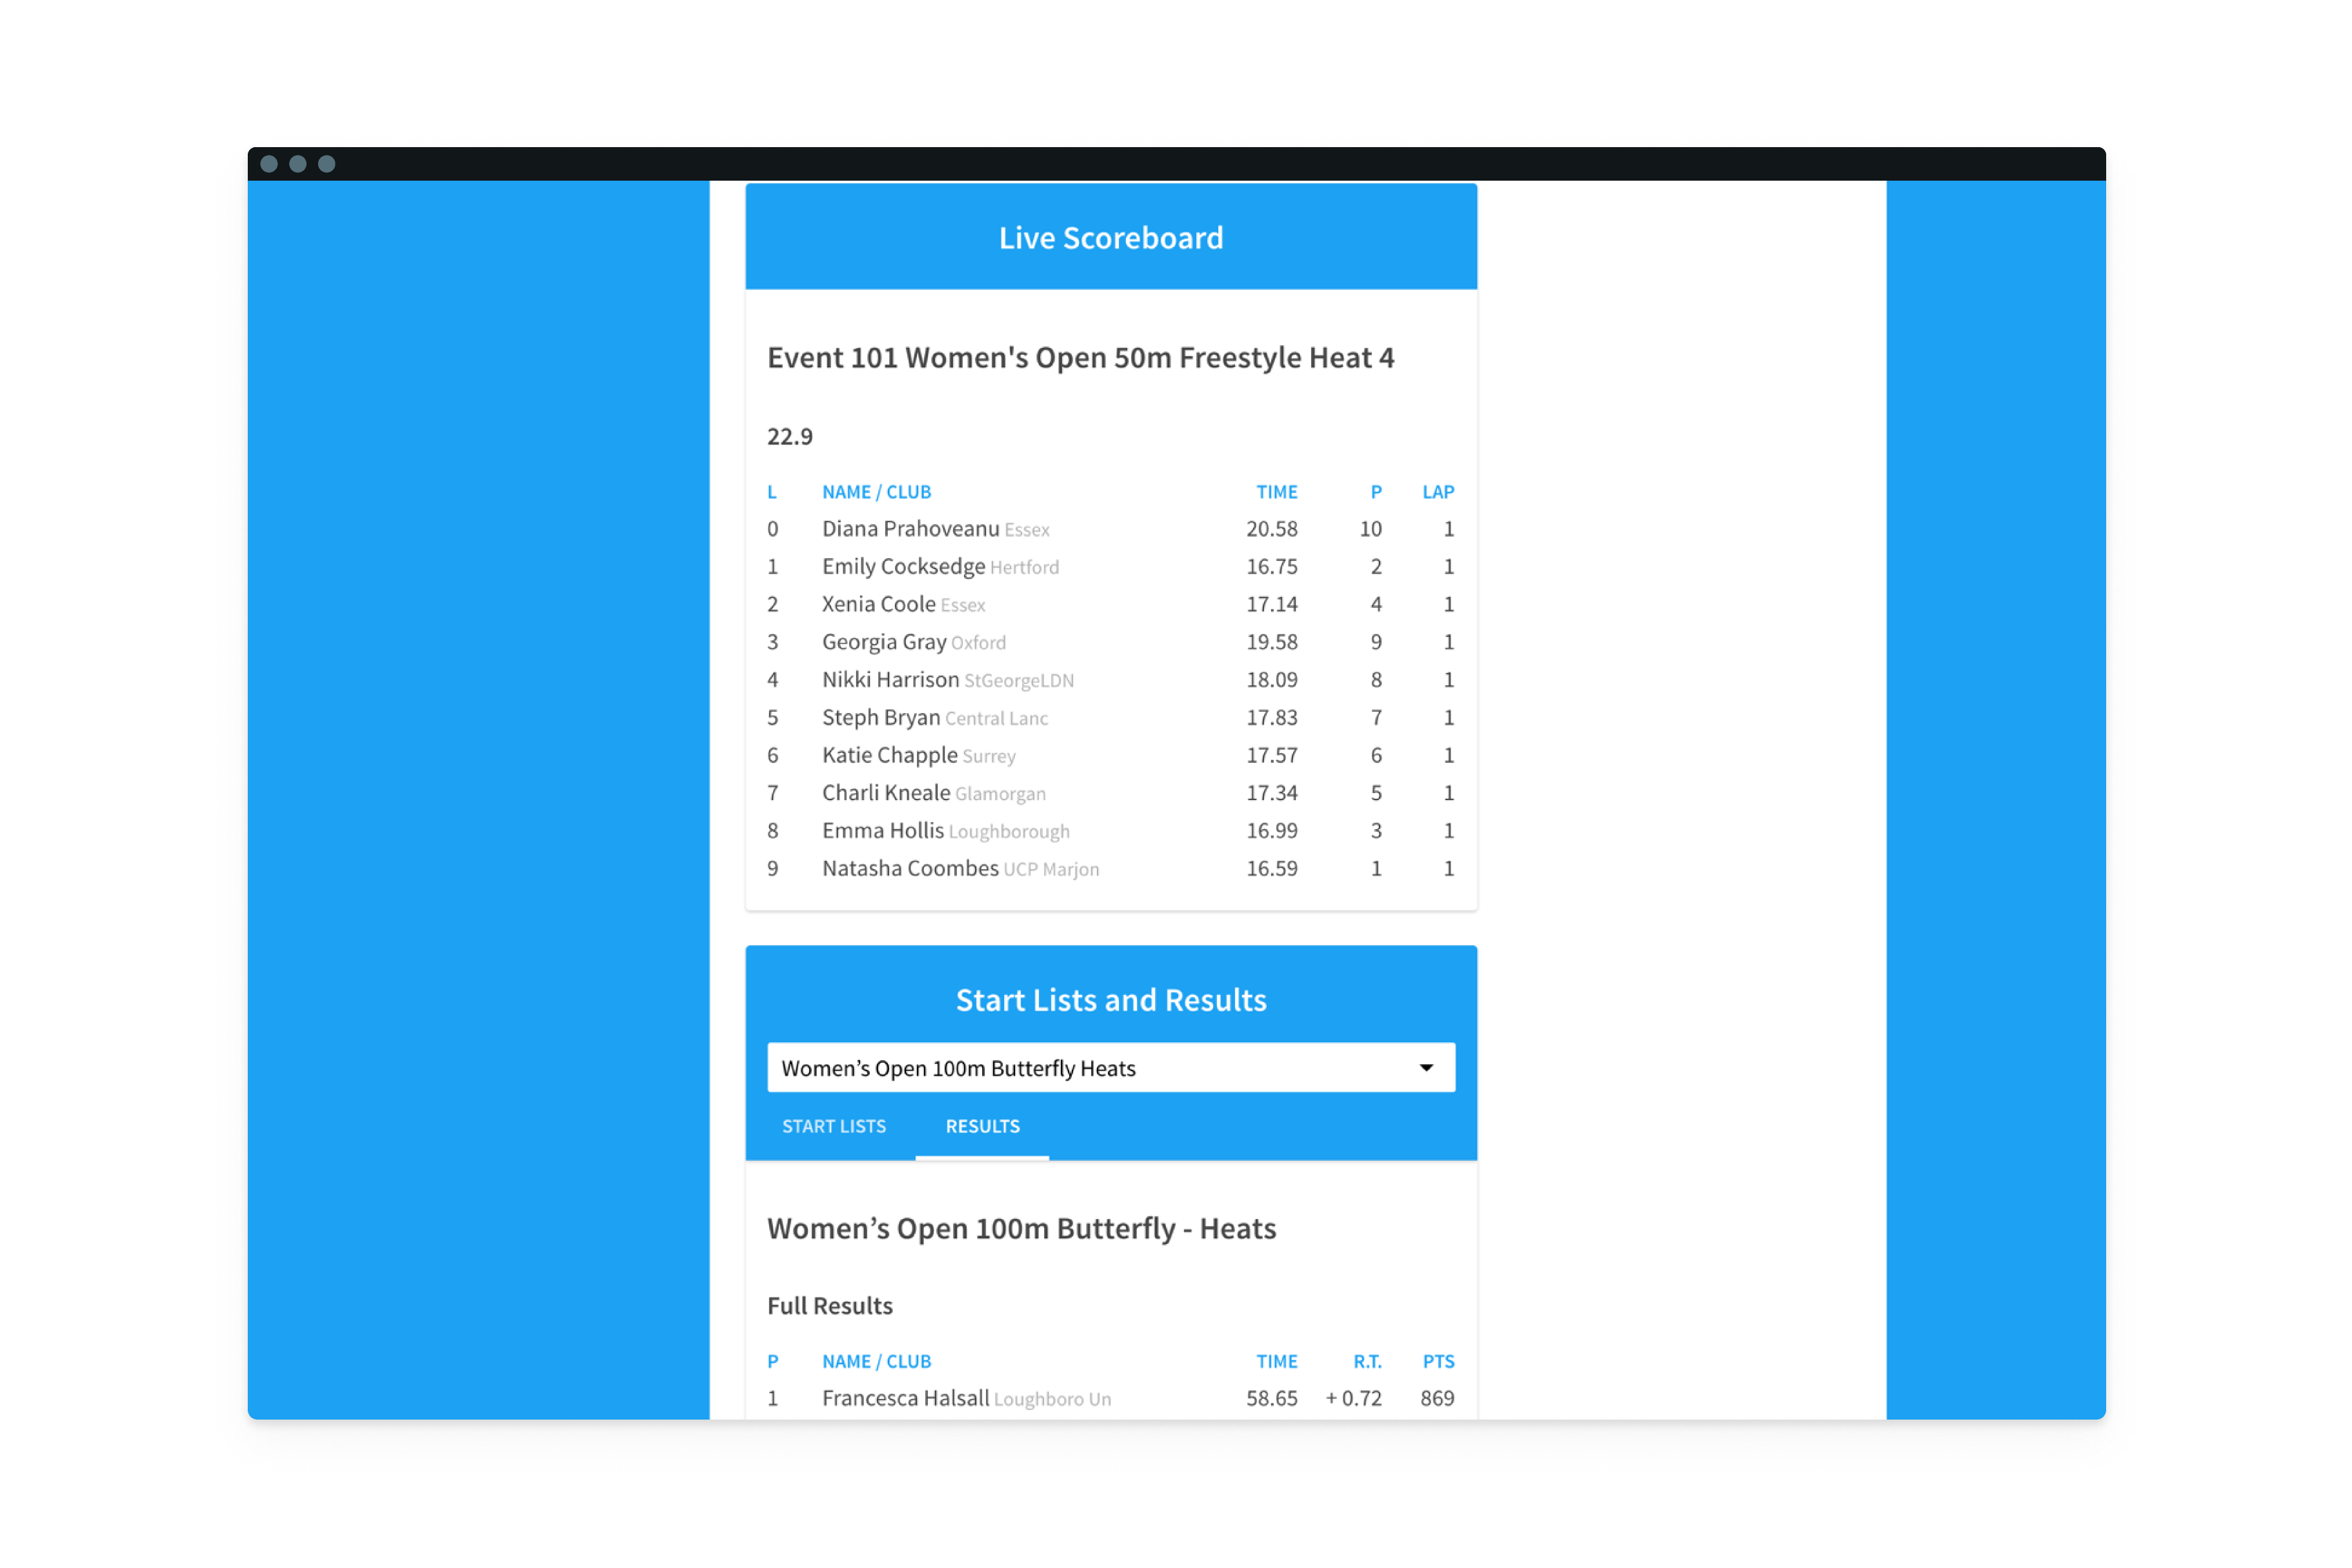 Live Scoreboard
Event 101 Women's Open 50m Freestyle Heat 4
22.9
L NAME / CLUB TIME P LAP
0 Diana Prahoveanu Essex 20.58 10 1
1 Emily Cocksedge Hertford 16.75 2 1
2 Xenia Coole Essex 17.14 4 1
3 Georgia Gray Oxford 19.58 9 1
4 Nikki Harrison StGeorgeLDN 18.09 8 1
5 Steph Bryan Central Lanc 17.83 7 1
6 Katie Chapple Surrey 17.57 6 1
7 Charli Kneale Glamorgan 17.34 5 1
8 Emma Hollis Loughborough 16.99 3 1
9 Natasha Coombes UCP Marjon 16.59 1 1
Start Lists and Results
Women’s Open 100m Butterfly Heats
START LISTS RESULTS
Women’s Open 100m Butterfly - Heats
Full Results
P NAME / CLUB TIME R.T. PTS
1 Francesca Halsall Loughboro Un 58.65 + 0.72 869